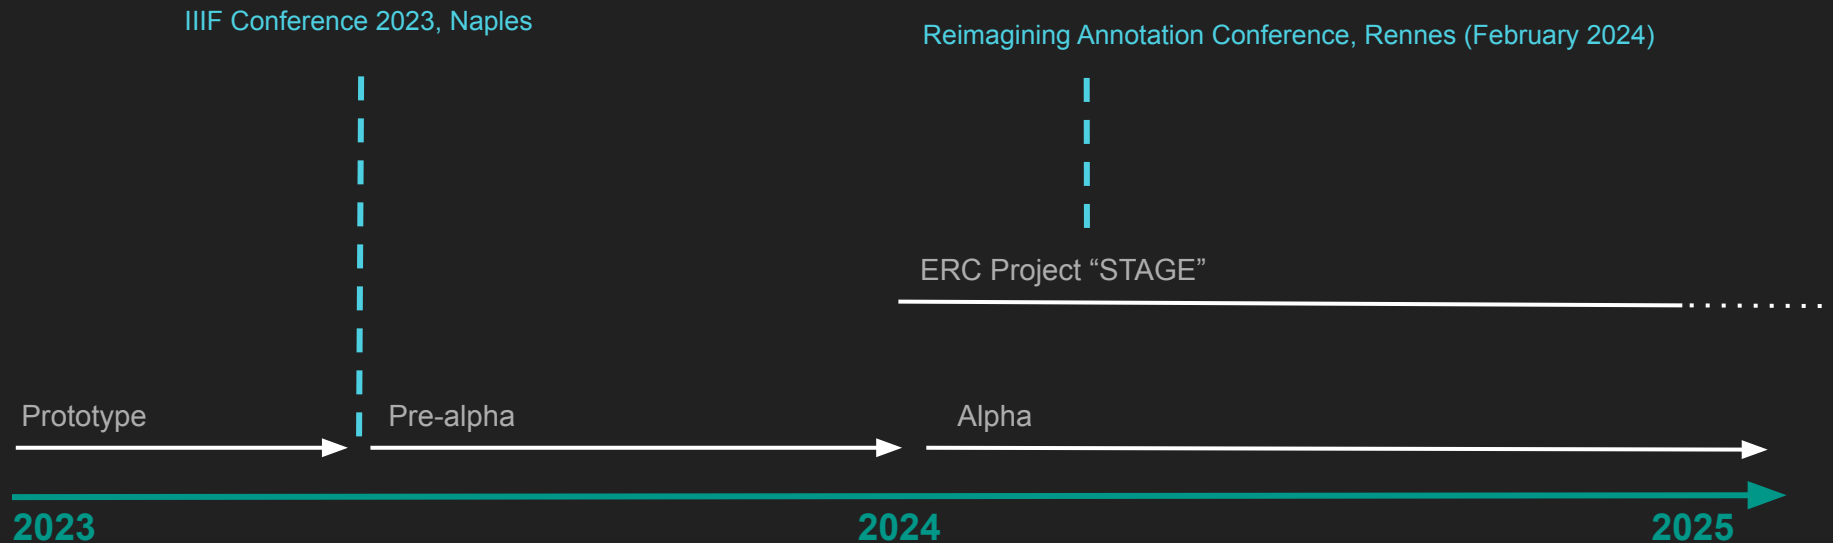 IIIF Conference 2023, Naples
Reimagining Annotation Conference, Rennes (February 2024)
ERC Project “STAGE”
Prototype
Pre-alpha
Alpha
2023
2024
2025